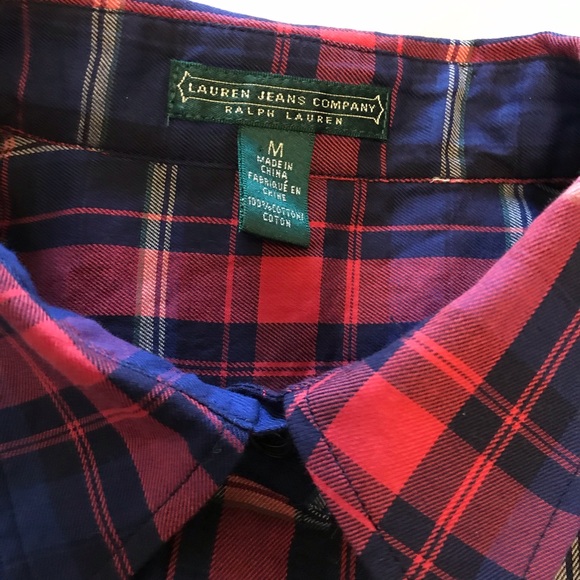 LAUREN JEANS COMPANY
RALPH LAUREN
M
MADE IN
CHINA
FABRIQUÉ EN
CHINE
100% COTTON/
COTON